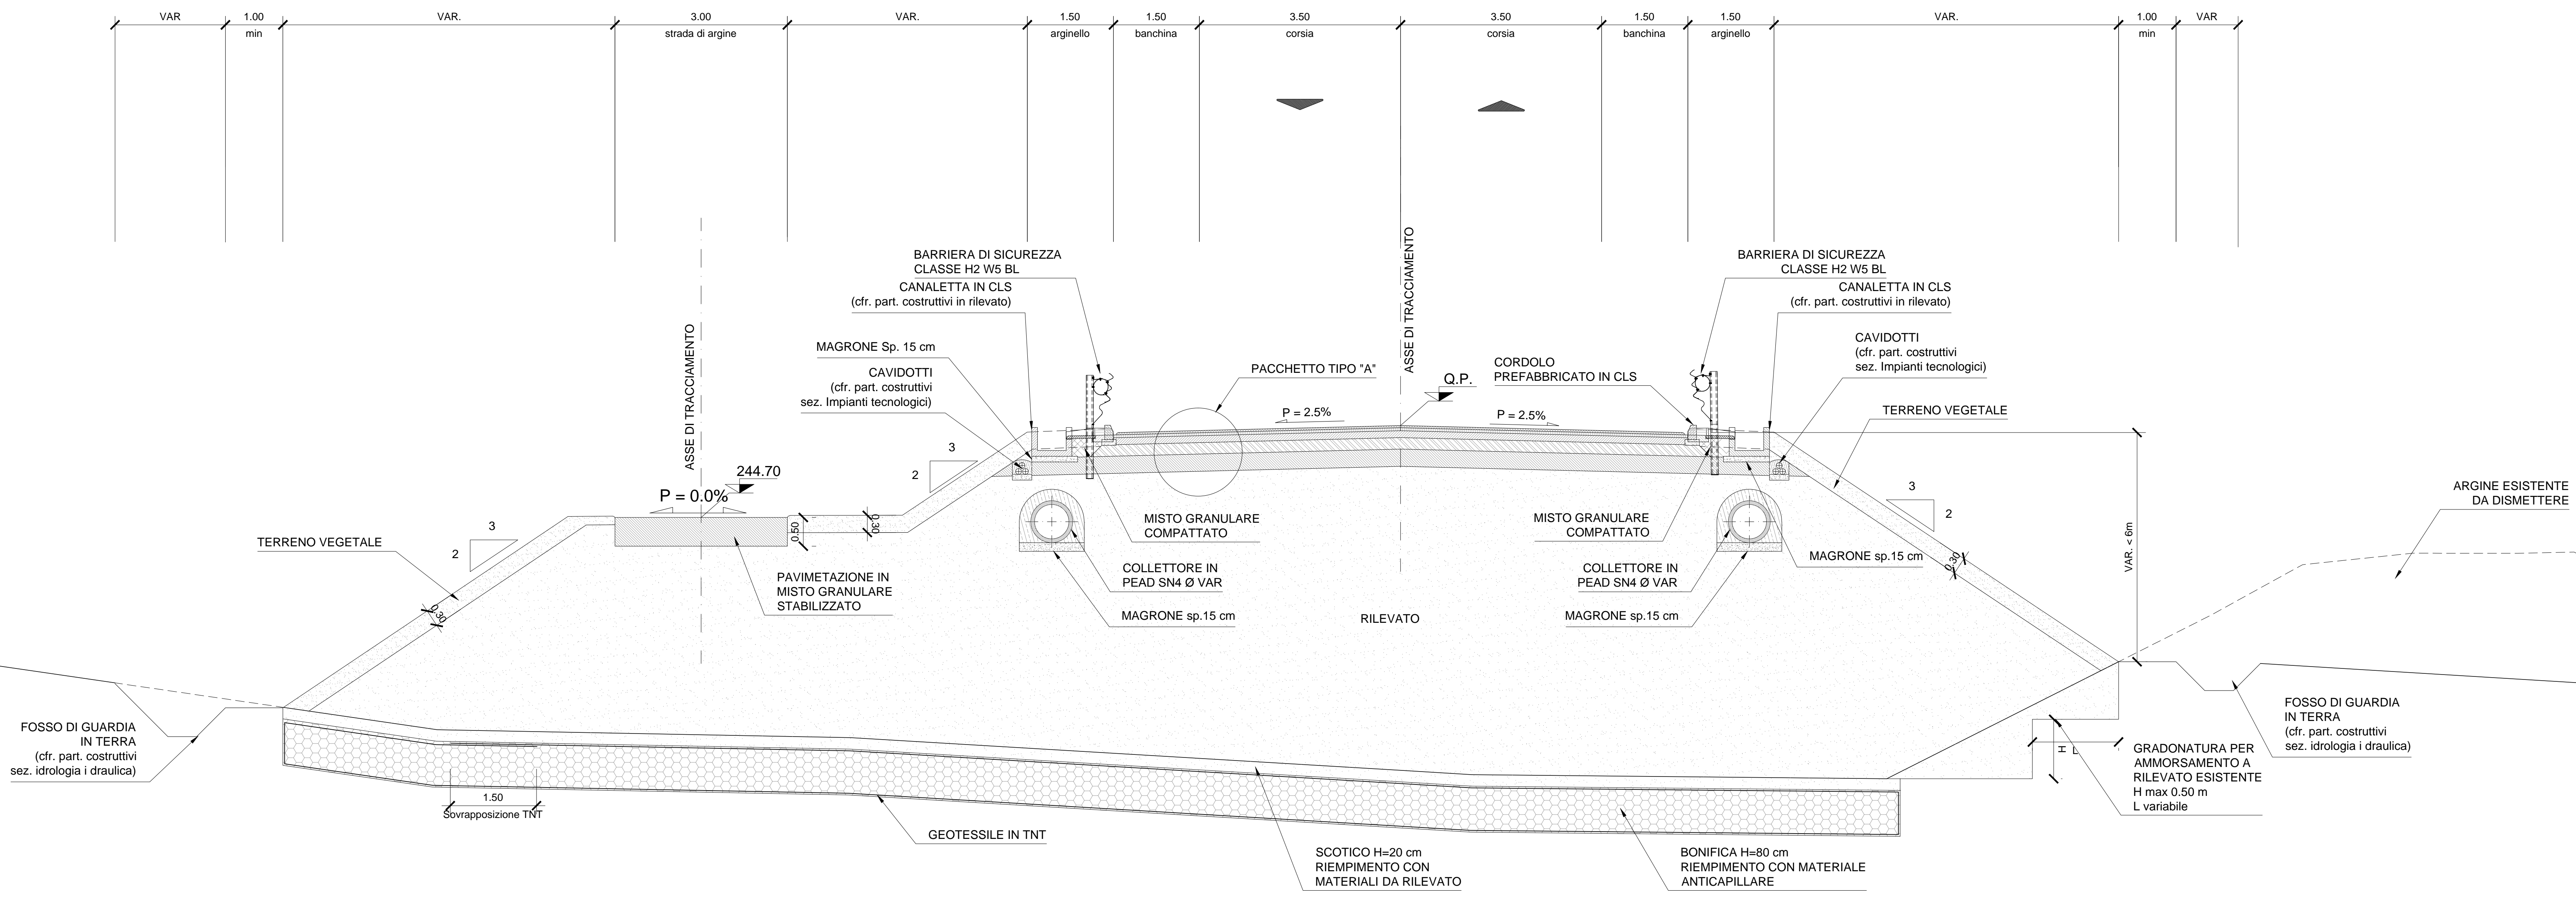 VAR
1.00
VAR.
3.00
VAR.
1.50
1.50
3.50
3.50
1.50
1.50
VAR.
1.00
VAR
min
strada di argine
arginello
banchina
corsia
corsia
banchina
arginello
min
ASSE DI TRACCIAMENTO
ASSE DI TRACCIAMENTO
BARRIERA DI SICUREZZA
CLASSE H2 W5 BL
CANALETTA IN CLS
(cfr. part. costruttivi in rilevato)
MAGRONE Sp. 15 cm
CAVIDOTTI
(cfr. part. costruttivi
sez. Impianti tecnologici)
PACCHETTO TIPO "A"
P = 2.5%
Q.P.
P = 2.5%
CORDOLO
PREFABBRICATO IN CLS
BARRIERA DI SICUREZZA
CLASSE H2 W5 BL
CANALETTA IN CLS
(cfr. part. costruttivi in rilevato)
CAVIDOTTI
(cfr. part. costruttivi
sez. Impianti tecnologici)
TERRENO VEGETALE
3
2
244.70
P = 0.0%
0.50
0.30
3
2
TERRENO VEGETALE
0.30
PAVIMETAZIONE IN
MISTO GRANULARE
STABILIZZATO
MISTO GRANULARE
COMPATTATO
COLLETTORE IN
PEAD SN4 Ø VAR
MAGRONE sp.15 cm
RILEVATO
MISTO GRANULARE
COMPATTATO
COLLETTORE IN
PEAD SN4 Ø VAR
MAGRONE sp.15 cm
MAGRONE sp.15 cm
3
2
0.30
VAR. < 6m
ARGINE ESISTENTE
DA DISMETTERE
FOSSO DI GUARDIA
IN TERRA
(cfr. part. costruttivi
sez. idrologia i draulica)
1.50
Sovrapposizione TNT
GEOTESSILE IN TNT
SCOTICO H=20 cm
RIEMPIMENTO CON
MATERIALI DA RILEVATO
BONIFICA H=80 cm
RIEMPIMENTO CON MATERIALE
ANTICAPILLARE
H
L
GRADONATURA PER
AMMORSAMENTO A
RILEVATO ESISTENTE
H max 0.50 m
L variabile
FOSSO DI GUARDIA
IN TERRA
(cfr. part. costruttivi
sez. idrologia i draulica)